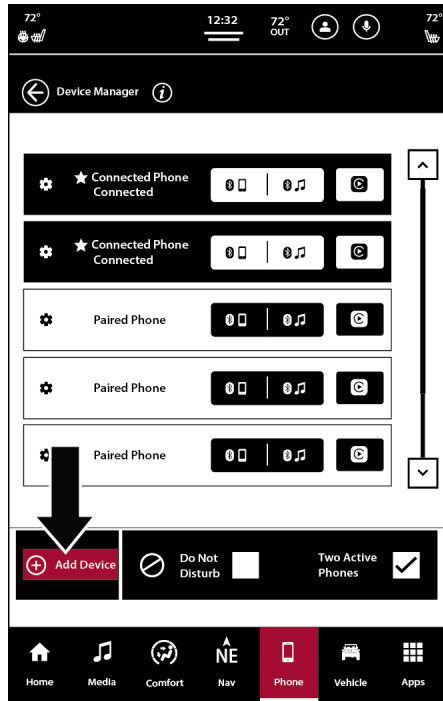 72°
12:32
72°
OUT
72°
Device Manager
i
Connected Phone
Connected
Connected Phone
Connected
Paired Phone
Paired Phone
Paired Phone
Add Device
Do Not
Disturb
Two Active
Phones
NE
Home
Media
Comfort
Nav
Phone
Vehicle
Apps